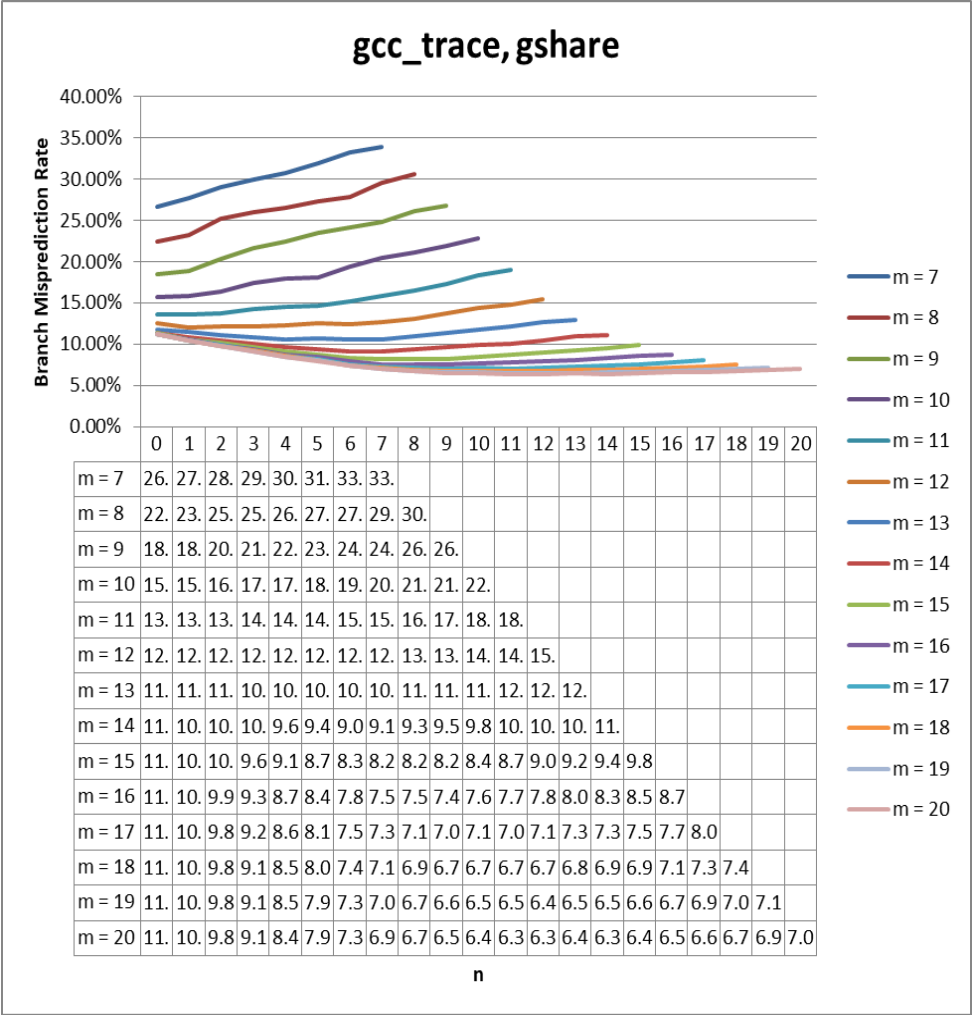 gcc_trace, gshare
40.00%
35.00%
30.00%
25.00%
20.00%
15.00%
10.00%
5.00%
0.00%
Branch Misprediction Rate
0 1 2 3 4 5 6 7 8 9 10 11 12 13 14 15 16 17 18 19 20
m = 7 26. 27. 28. 29. 30. 31. 33. 33.
m = 8 22. 23. 25. 25. 26. 27. 27. 29. 30.
m = 9 18. 18. 20. 21. 22. 23. 24. 24. 26. 26.
m = 10 15. 15. 16. 17. 17. 18. 19. 20. 21. 21. 22.
m = 11 13. 13. 13. 14. 14. 14. 15. 15. 16. 17. 18. 18.
m = 12 12. 12. 12. 12. 12. 12. 12. 12. 13. 13. 14. 14. 15.
m = 13 11. 11. 11. 10. 10. 10. 10. 10. 11. 11. 11. 12. 12. 12.
m = 14 11. 10. 10. 10. 9.6 9.4 9.0 9.1 9.3 9.5 9.8 10. 10. 10. 11.
m = 15 11. 10. 10. 9.6 9.1 8.7 8.3 8.2 8.2 8.2 8.4 8.7 9.0 9.2 9.4 9.8
m = 16 11. 10. 9.9 9.3 8.7 8.4 7.8 7.5 7.5 7.4 7.6 7.7 7.8 8.0 8.3 8.5 8.7
m = 17 11. 10. 9.8 9.2 8.6 8.1 7.5 7.3 7.1 7.0 7.1 7.0 7.1 7.3 7.3 7.5 7.7 8.0
m = 18 11. 10. 9.8 9.1 8.5 8.0 7.4 7.1 6.9 6.7 6.7 6.7 6.7 6.8 6.9 6.9 7.1 7.3 7.4
m = 19 11. 10. 9.8 9.1 8.5 7.9 7.3 7.0 6.7 6.6 6.5 6.5 6.4 6.5 6.5 6.6 6.7 6.9 7.0 7.1
m = 20 11. 10. 9.8 9.1 8.4 7.9 7.3 6.9 6.7 6.5 6.4 6.3 6.3 6.4 6.3 6.4 6.5 6.6 6.7 6.9 7.0
n
m = 7
m = 8
m = 9
m = 10
m = 11
m = 12
m = 13
m = 14
m = 15
m = 16
m = 17
m = 18
m = 19
m = 20